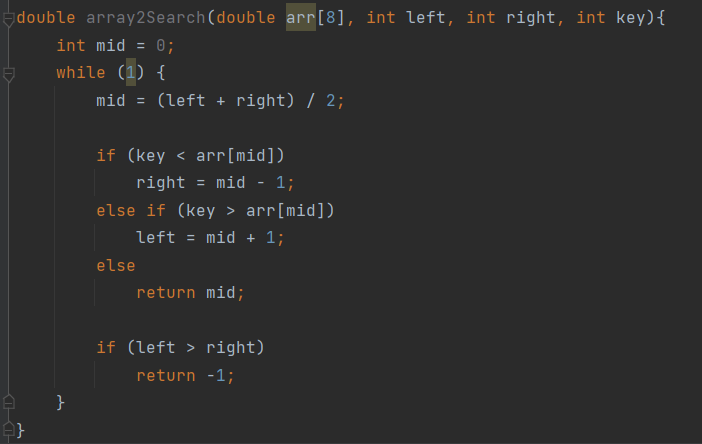 double array2Search(double arr[8], int left, int right, int key){
    int mid = 0;
    while (1) {
        mid = (left + right) / 2;

        if (key < arr[mid])
            right = mid - 1;
        else if (key > arr[mid])
            left = mid + 1;
        else
            return mid;

        if (left > right)
            return -1;
    }
}